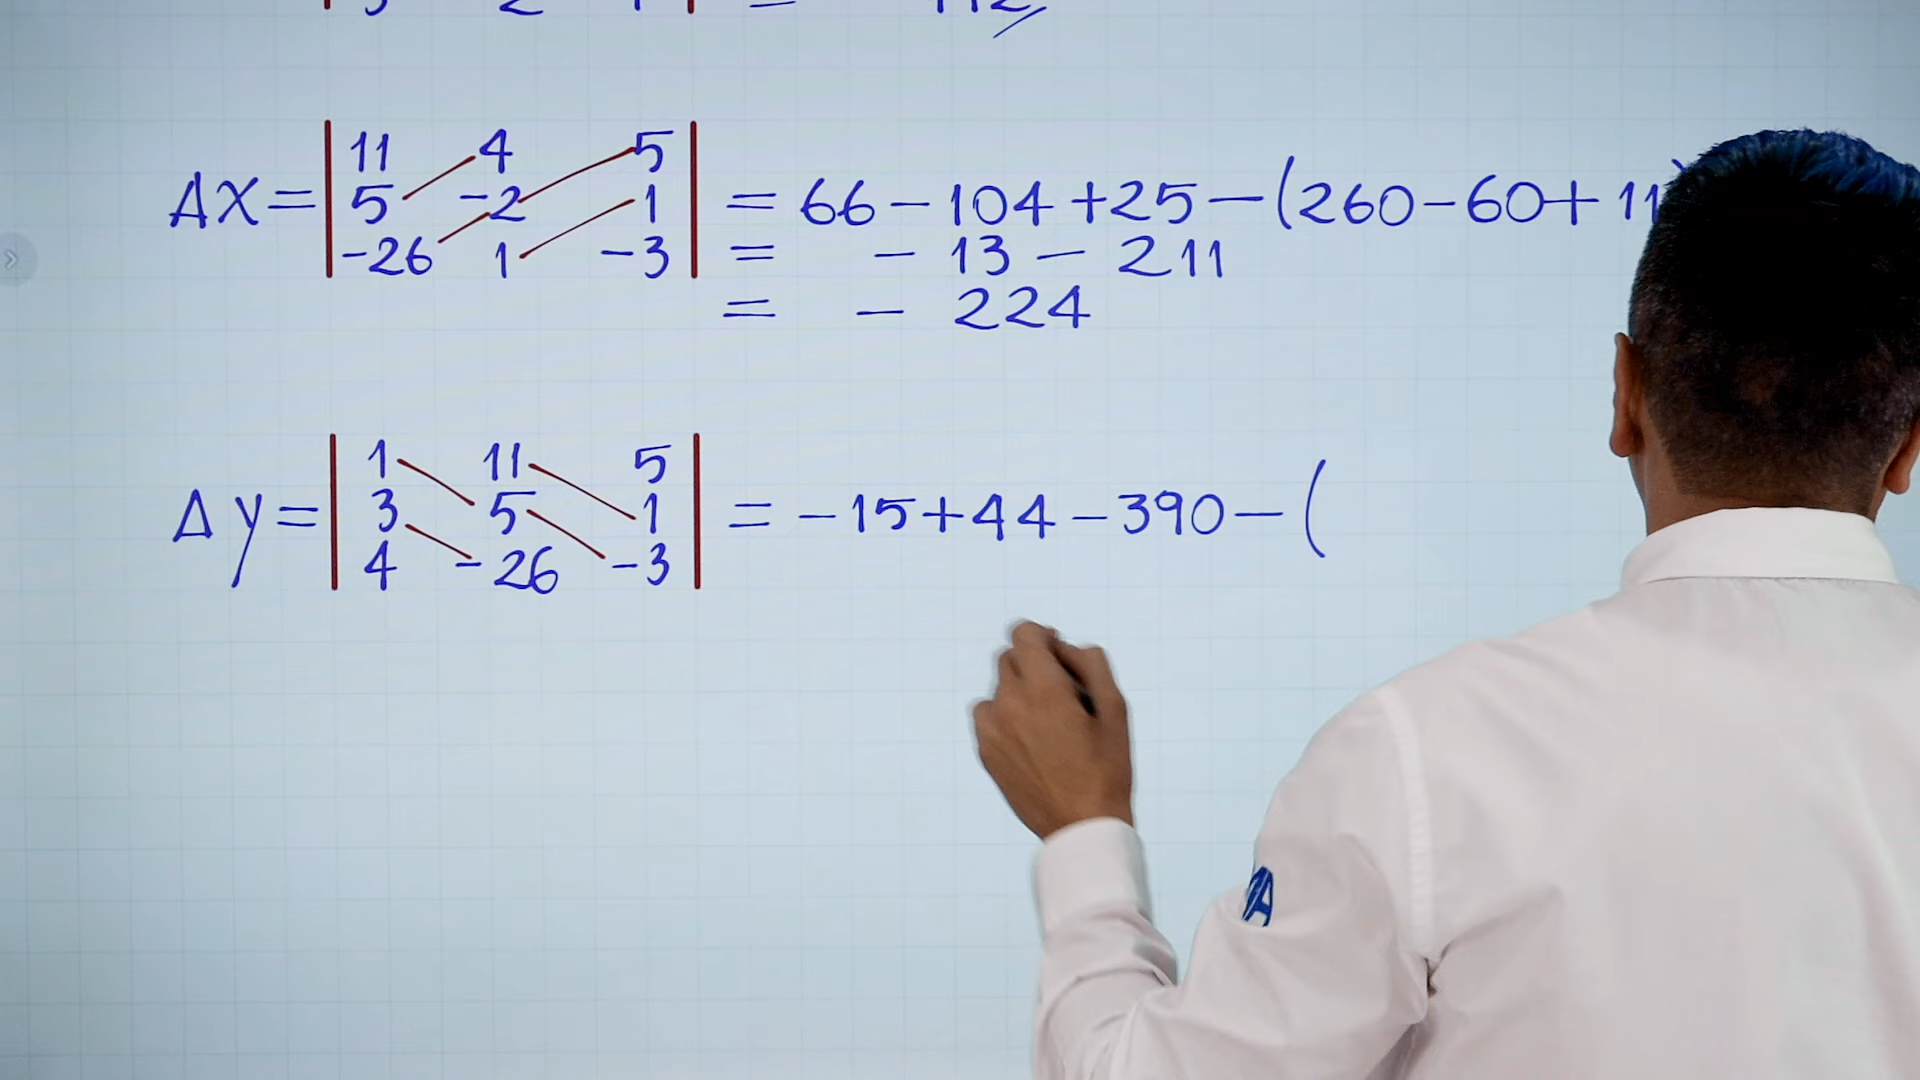 ΔX = | 11 4 5 | = 66 - 104 + 25 - (260 - 60 + 11)
| 5 -2 1 | = - 13 - 211
| -26 1 -3 | = - 224
Δy = | 1 11 5 |
| 3 5 1 | = - 15 + 44 - 390 - (
| 4 -26 -3 |